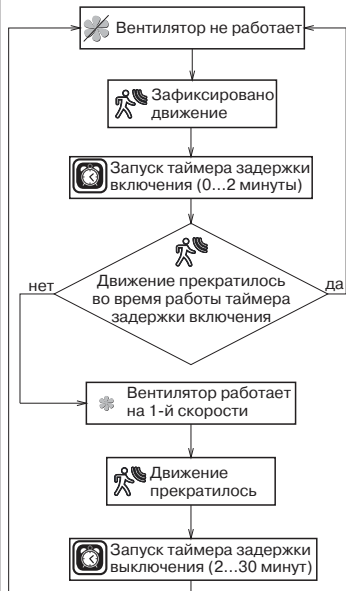 Вентилятор не работает
Зафиксировано
движение
Запуск таймера задержки
включения (0...2 минуты)
нет
да
Движение прекратилось
во время работы таймера
задержки включения
Вентилятор работает
на 1-й скорости
Движение
прекратилось
Запуск таймера задержки
выключения (2...30 минут)